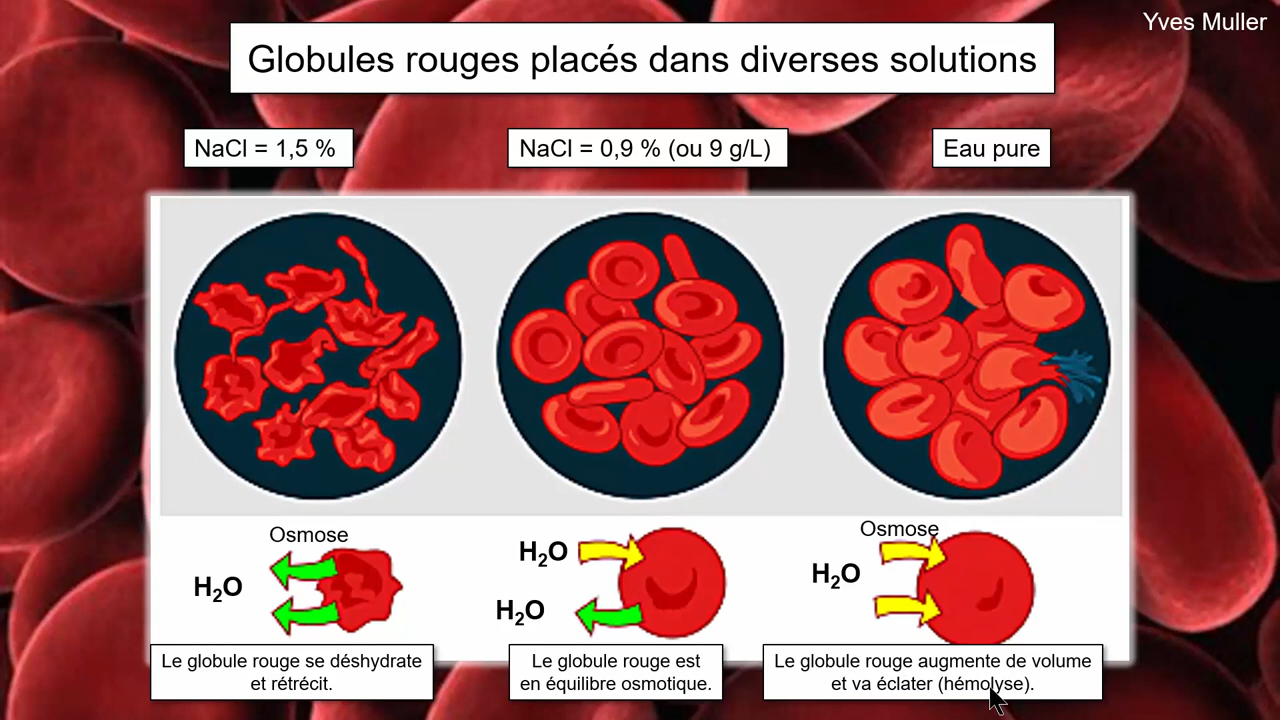 Yves Muller
Globules rouges placés dans diverses solutions
NaCl = 1,5 %
NaCl = 0,9 % (ou 9 g/L)
Eau pure
Osmose
H₂O
H₂O
H₂O
Osmose
H₂O
Le globule rouge se déshydrate
et rétrécit.
Le globule rouge est
en équilibre osmotique.
Le globule rouge augmente de volume
et va éclater (hémolyse).